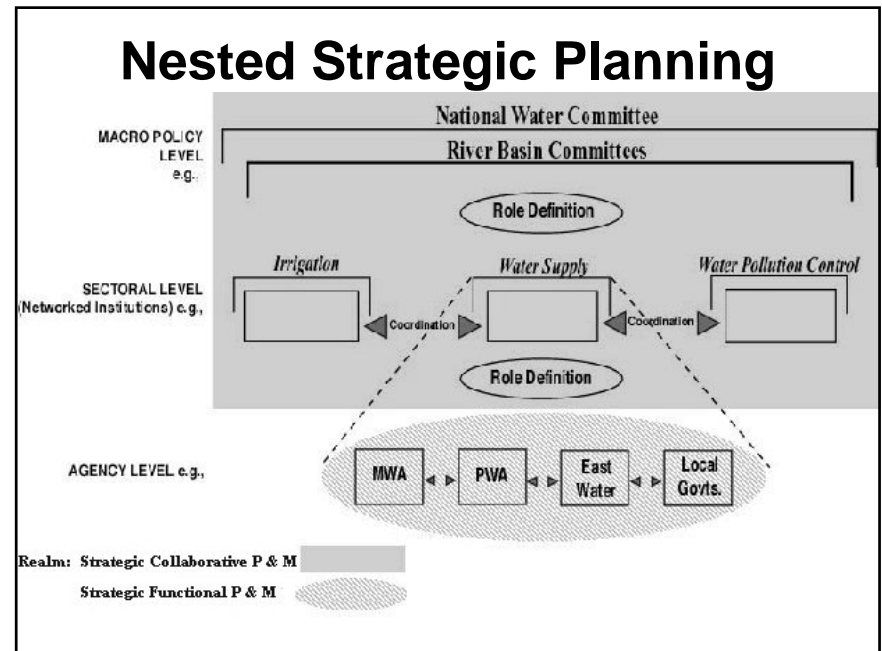 Nested Strategic Planning
National Water Committee
MACRO POLICY
LEVEL
e.g.,
River Basin Committees
Role Definition
Irrigation
Water Supply
Water Pollution Control
SECTORAL LEVEL
(Networked Institutions) e.g.,
Coordination
Coordination
Role Definition
AGENCY LEVEL e.g.,
MWA
PWA
East
Water
Local
Govts.
Realm: Strategic Collaborative P & M
Strategic Functional P & M